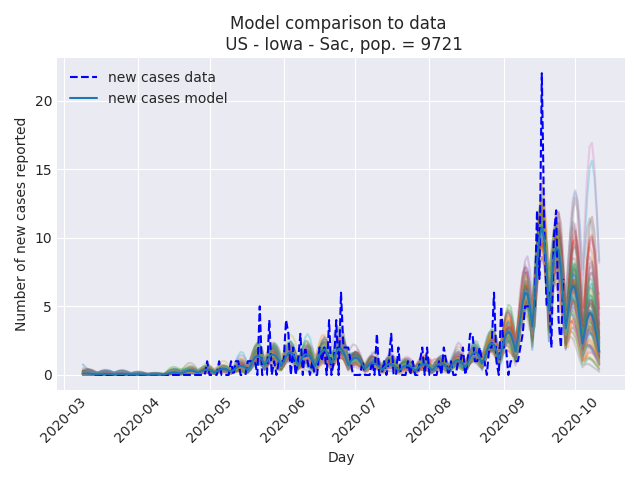 Model comparison to data
US - Iowa - Sac, pop. = 9721
new cases data
new cases model
Number of new cases reported
20
15
10
5
0
2020-03
2020-04
2020-05
2020-06
2020-07
2020-08
2020-09
2020-10
Day